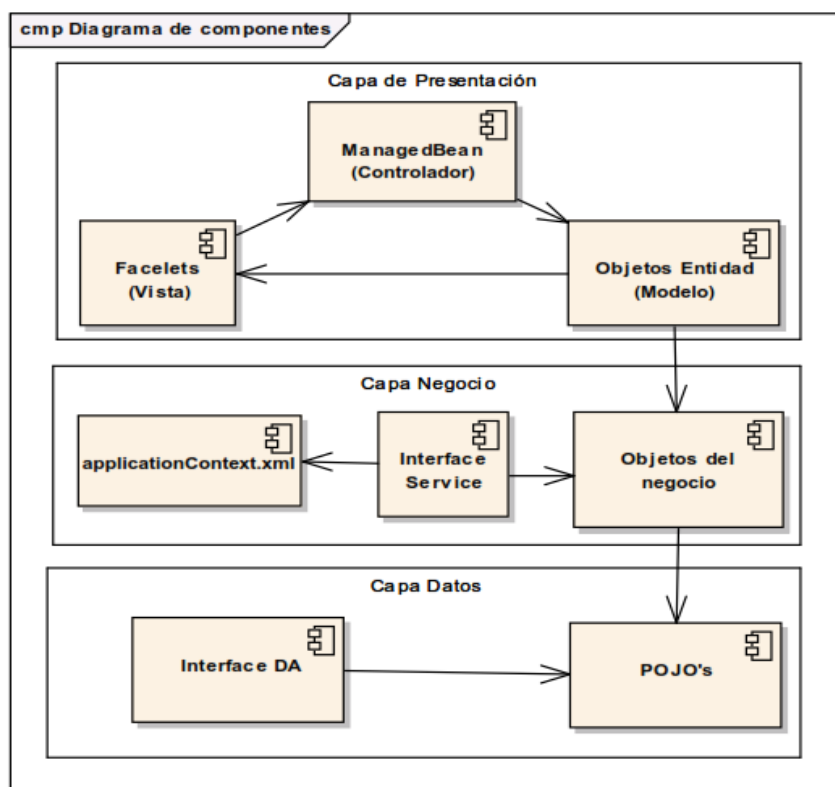 cmp Diagrama de componentes
Capa de Presentación
ManagedBean
(Controlador)
Facelets
(Vista)
Objetos Entidad
(Modelo)
Capa Negocio
applicationContext.xml
Interface
Service
Objetos del
negocio
Capa Datos
Interface DA
POJO's